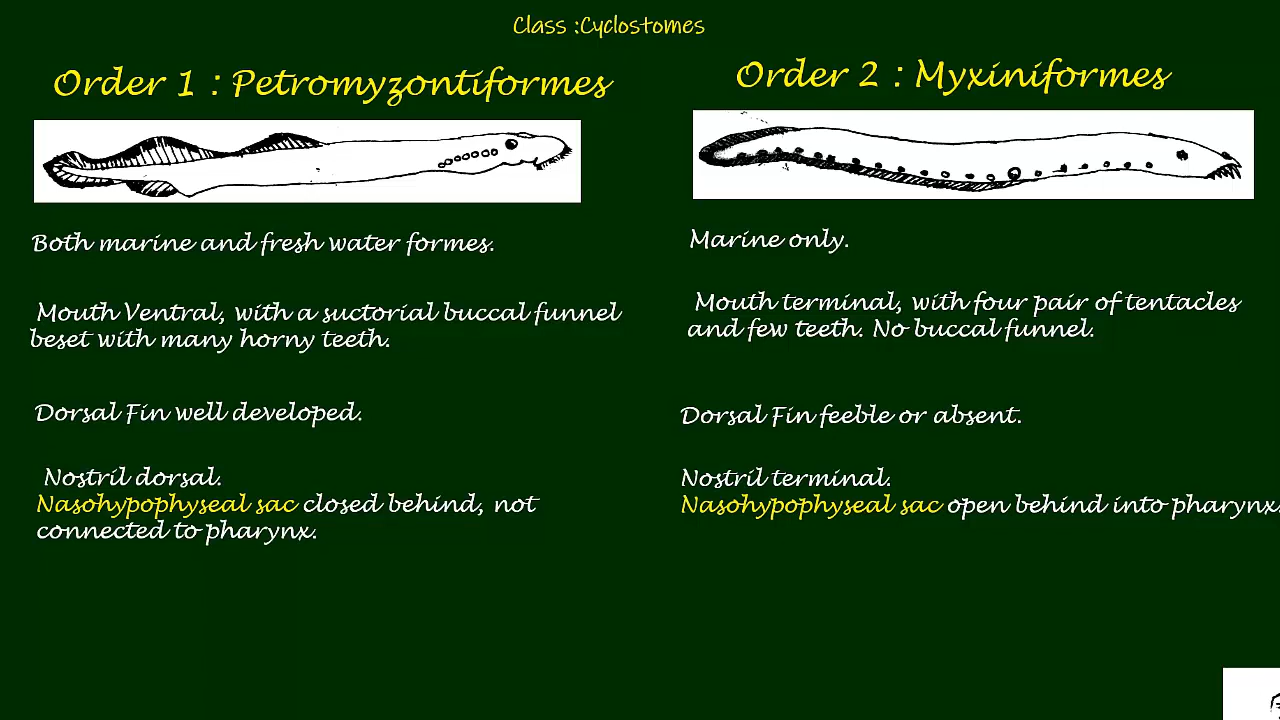 Class :Cyclostomes
Order 1 : Petromyzontiformes
Both marine and fresh water formes.
Mouth Ventral, with a suctorial buccal funnel
beset with many horny teeth.
Dorsal Fin well developed.
Nostril dorsal.
Nasohypophyseal sac closed behind, not
connected to pharynx.
Order 2 : Myxiniformes
Marine only.
Mouth terminal, with four pair of tentacles
and few teeth. No buccal funnel.
Dorsal Fin feeble or absent.
Nostril terminal.
Nasohypophyseal sac open behind into pharynx.